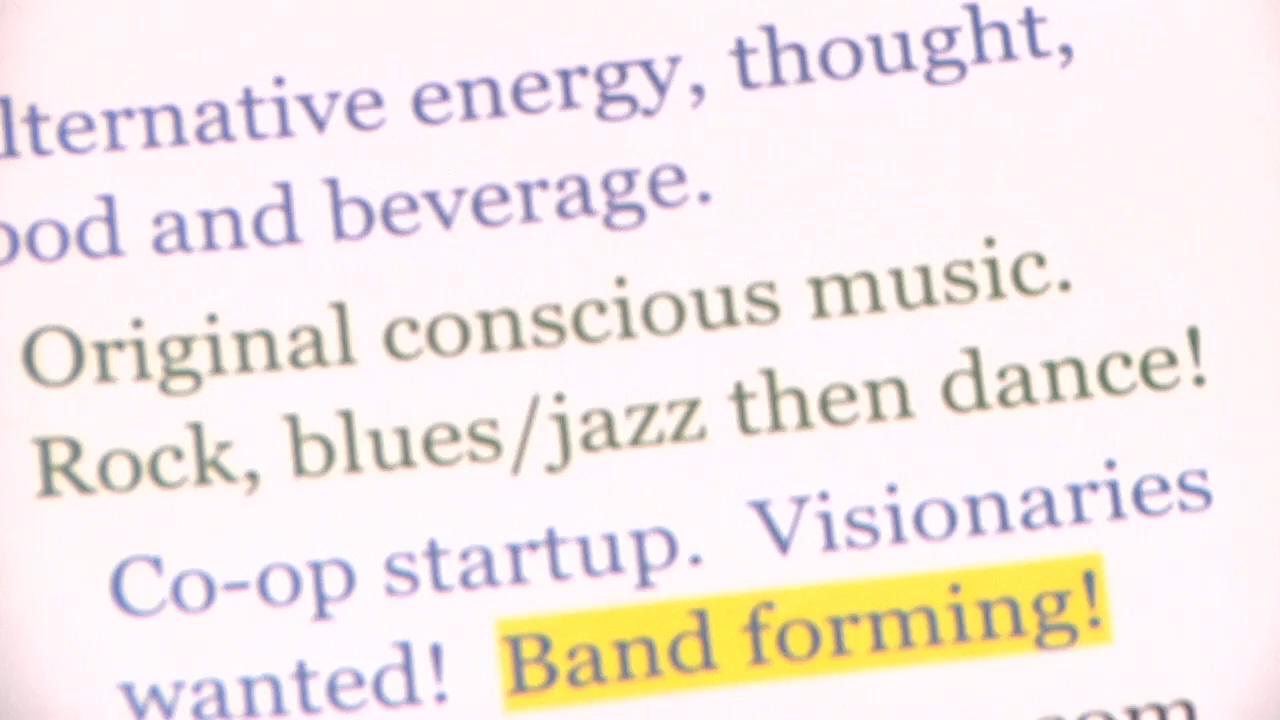 lternative energy, thought,
ood and beverage.
Original conscious music.
Rock, blues/jazz then dance!
Co-op startup.  Visionaries
wanted!  Band forming!
com